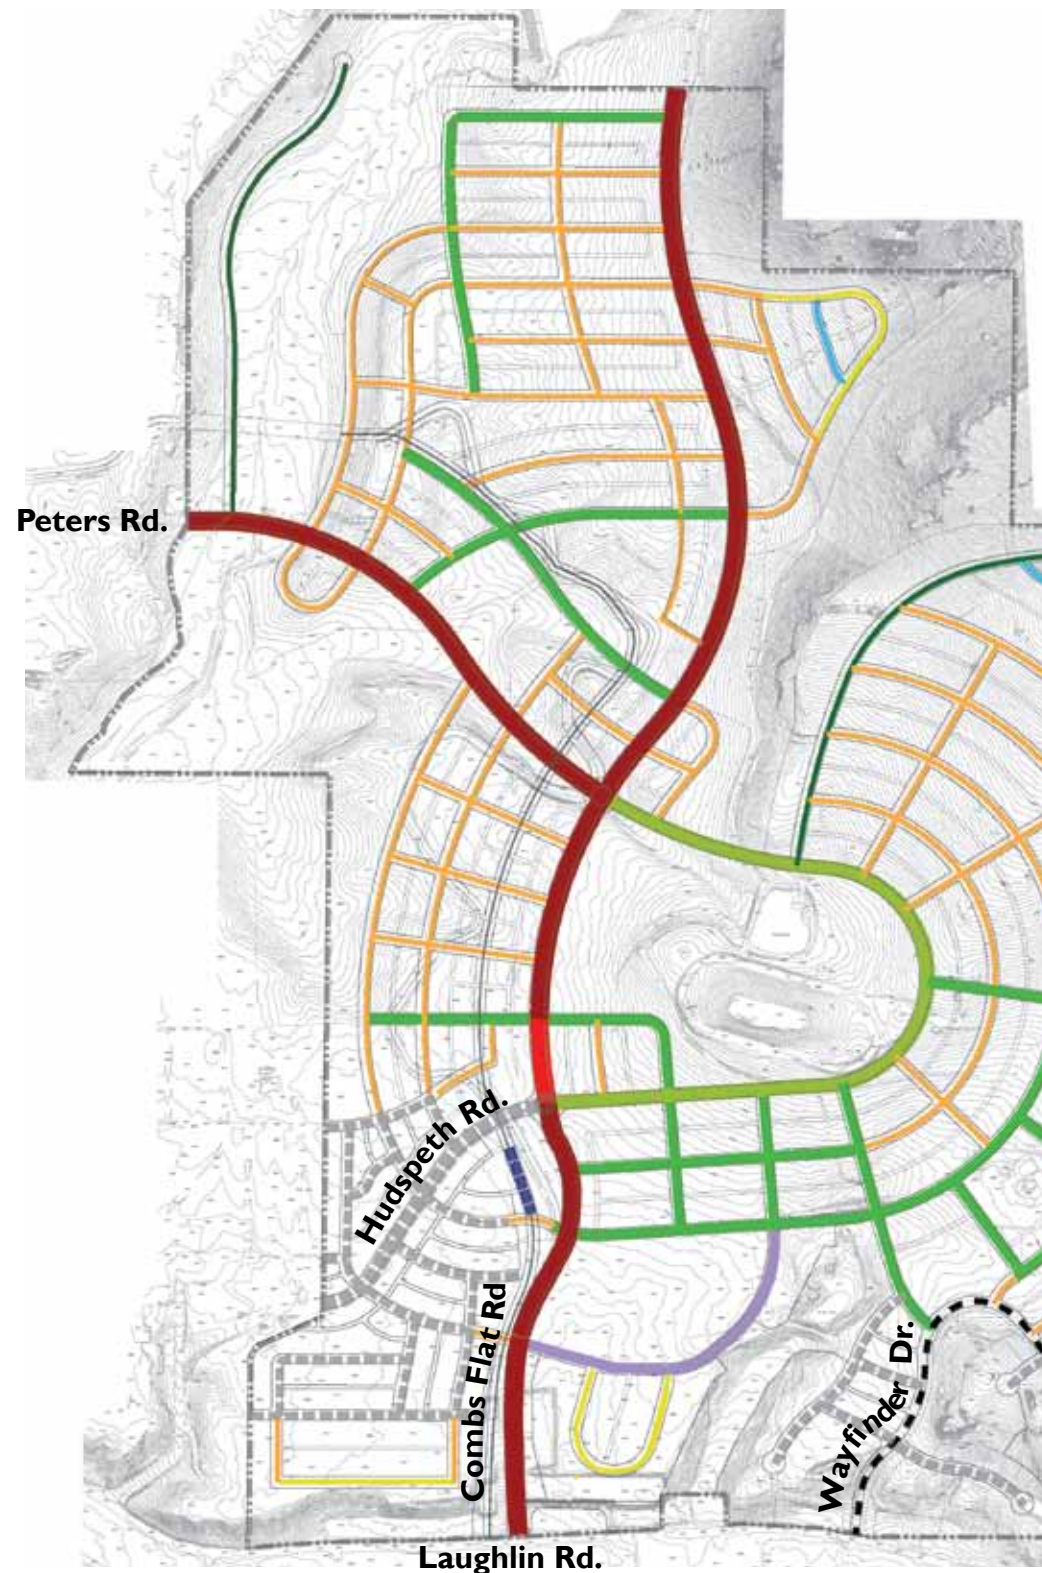 Peters Rd.
Hudspeth Rd.
Combs Flat Rd
Wayfinder Dr.
Laughlin Rd.